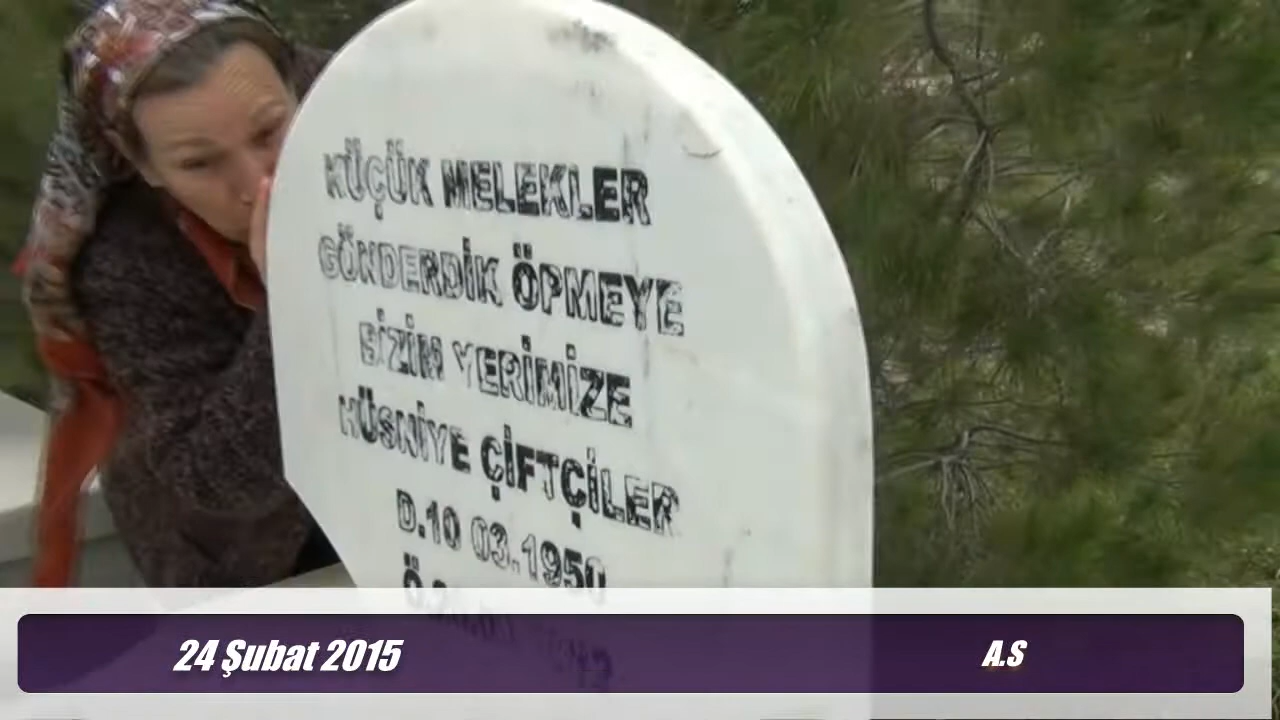 KÜÇÜK MELEKLER
GÖNDERDİK ÖPMEYE
BİZİM YERİMİZE
HÜSNİYE ÇİFTÇİLER
D.10 03.1950
24 Şubat 2015
A.S